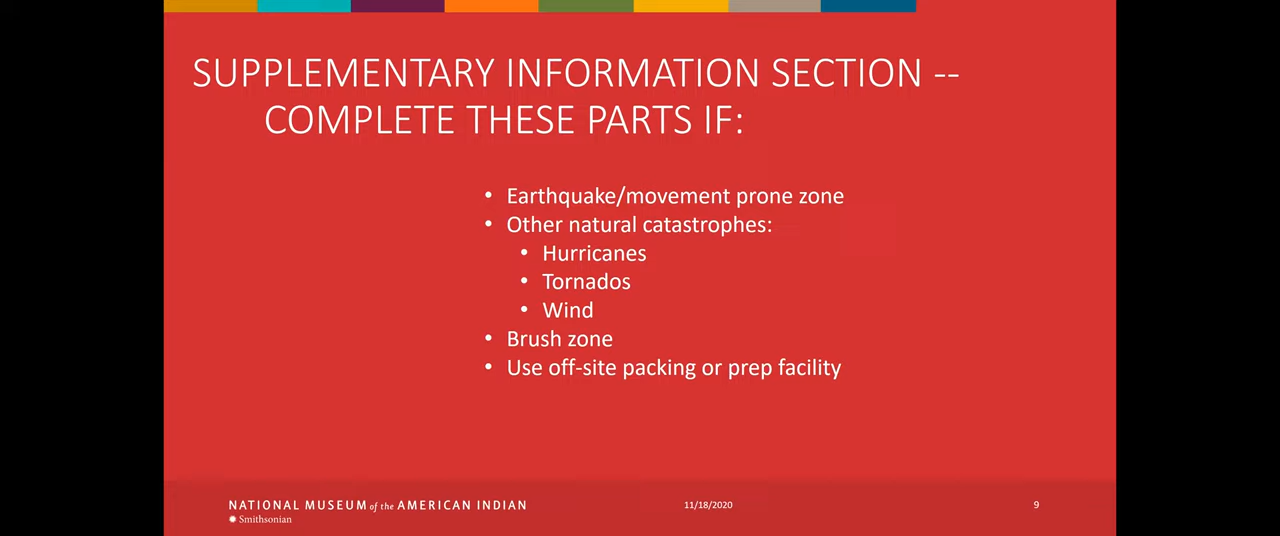 SUPPLEMENTARY INFORMATION SECTION --
COMPLETE THESE PARTS IF:
• Earthquake/movement prone zone
• Other natural catastrophes:
• Hurricanes
• Tornados
• Wind
• Brush zone
• Use off-site packing or prep facility
NATIONAL MUSEUM of the AMERICAN INDIAN
Smithsonian
11/18/2020
9